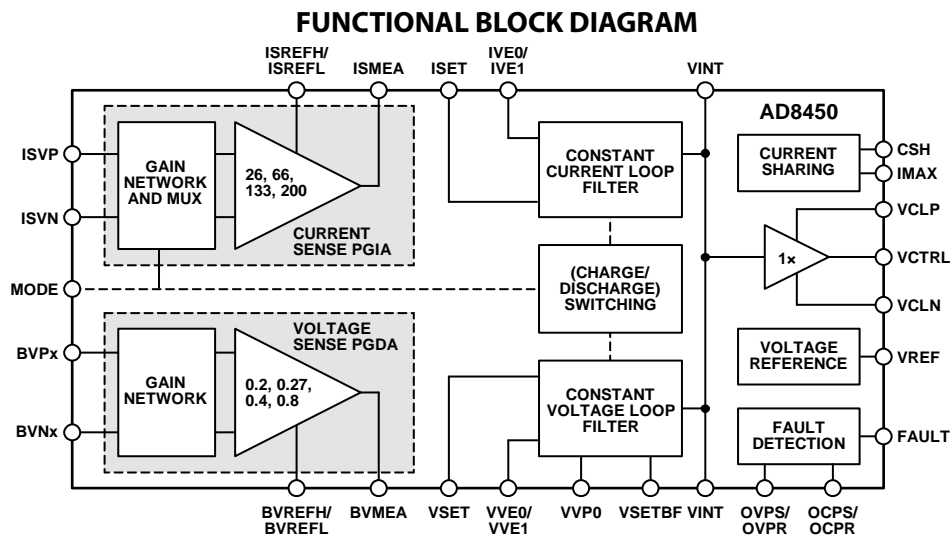 FUNCTIONAL BLOCK DIAGRAM
ISREFH/
ISREFL
ISMEA
ISET
IVE0/
IVE1
VINT
AD8450
ISVP
ISVN
MODE
BVPx
BVNx
GAIN
NETWORK
AND MUX
26, 66,
133, 200
CURRENT
SENSE PGIA
CONSTANT
CURRENT LOOP
FILTER
CURRENT
SHARING
CSH
IMAX
VCLP
1×
VCTRL
VCLN
(CHARGE/
DISCHARGE)
SWITCHING
VOLTAGE
SENSE PGDA
GAIN
NETWORK
0.2, 0.27,
0.4, 0.8
CONSTANT
VOLTAGE LOOP
FILTER
VOLTAGE
REFERENCE
VREF
FAULT
DETECTION
FAULT
BVREFH/
BVREFL
BVMEA
VSET
VVE0/
VVE1
VVP0
VSETBF
VINT
OVPS/
OVPR
OCPS/
OCPR